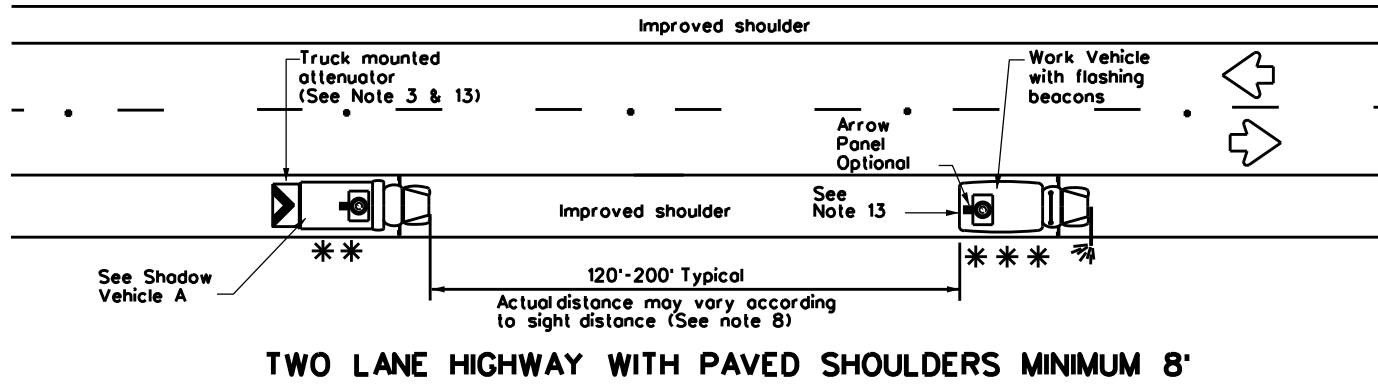 Improved shoulder
Truck mounted
attenuator
(See Note 3 & 13)
Work Vehicle
with flashing
beacons
Arrow
Panel
Optional
See
Note 13
Improved shoulder
✳ ✳
✳ ✳ ✳
See Shadow
Vehicle A
120'-200' Typical
Actual distance may vary according
to sight distance (See note 8)
TWO LANE HIGHWAY WITH PAVED SHOULDERS MINIMUM 8'